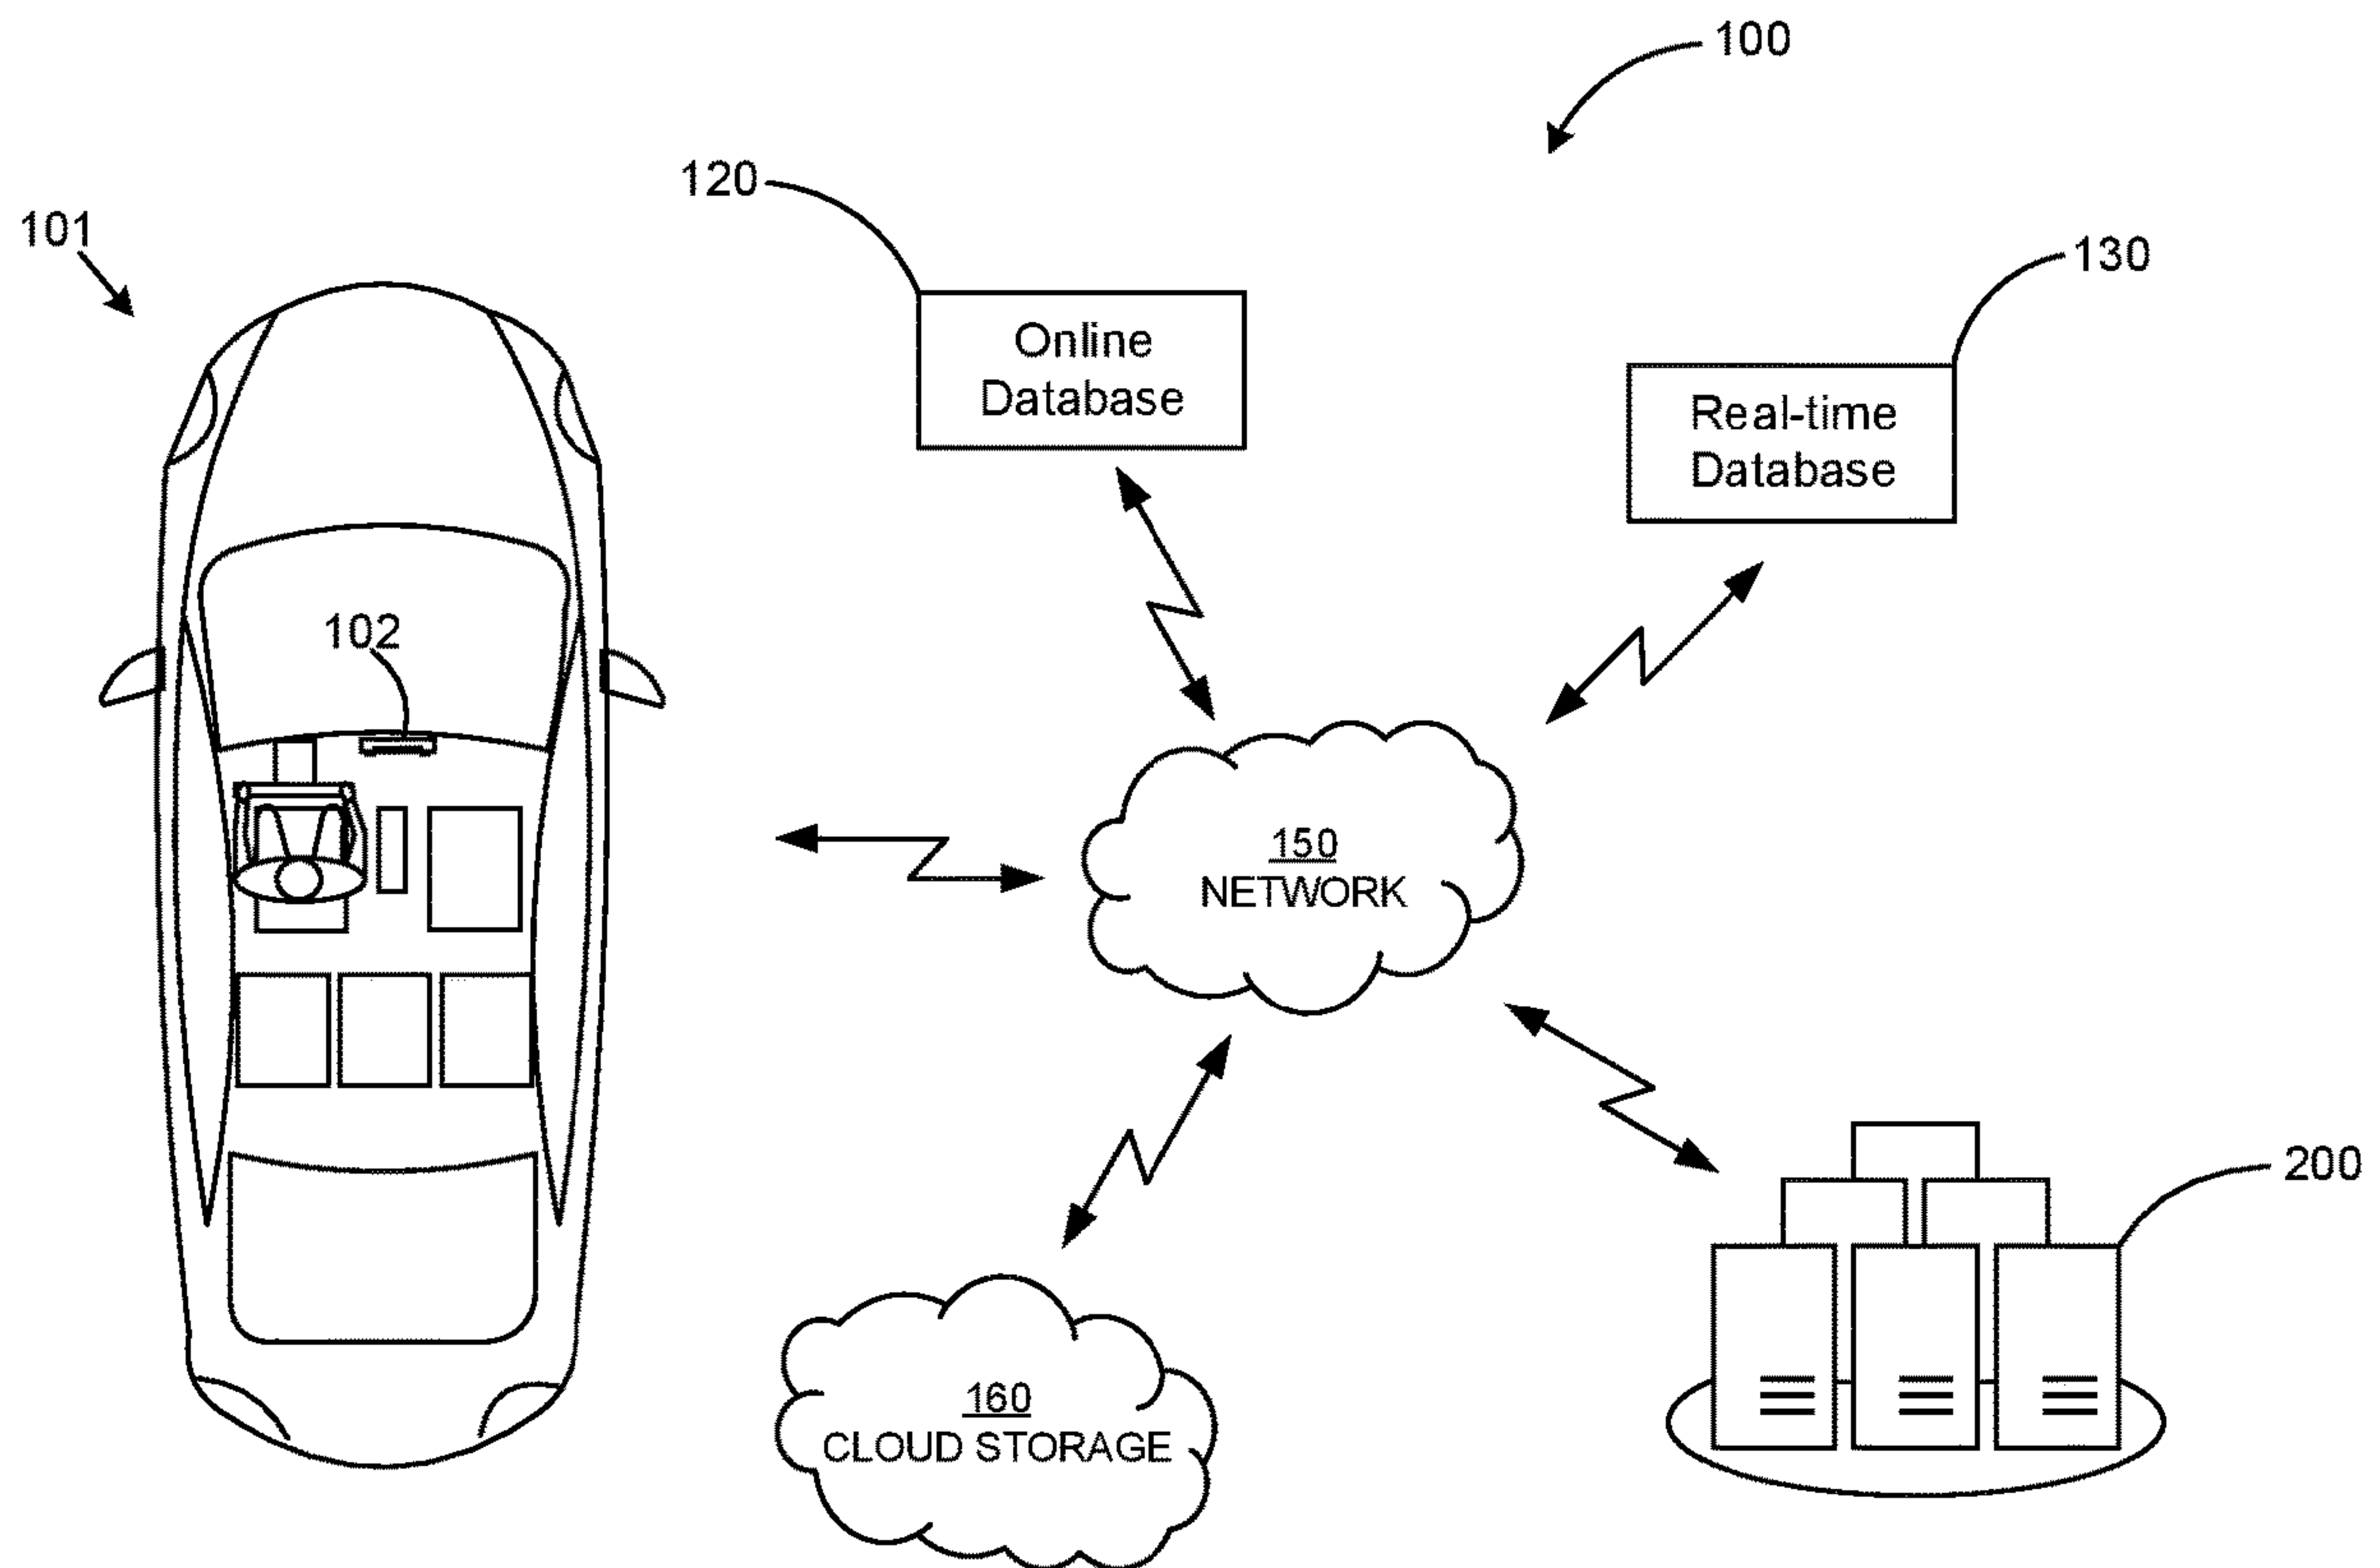 100
120
101
130
Online
Database
Real-time
Database
102
150
NETWORK
200
160
CLOUD STORAGE